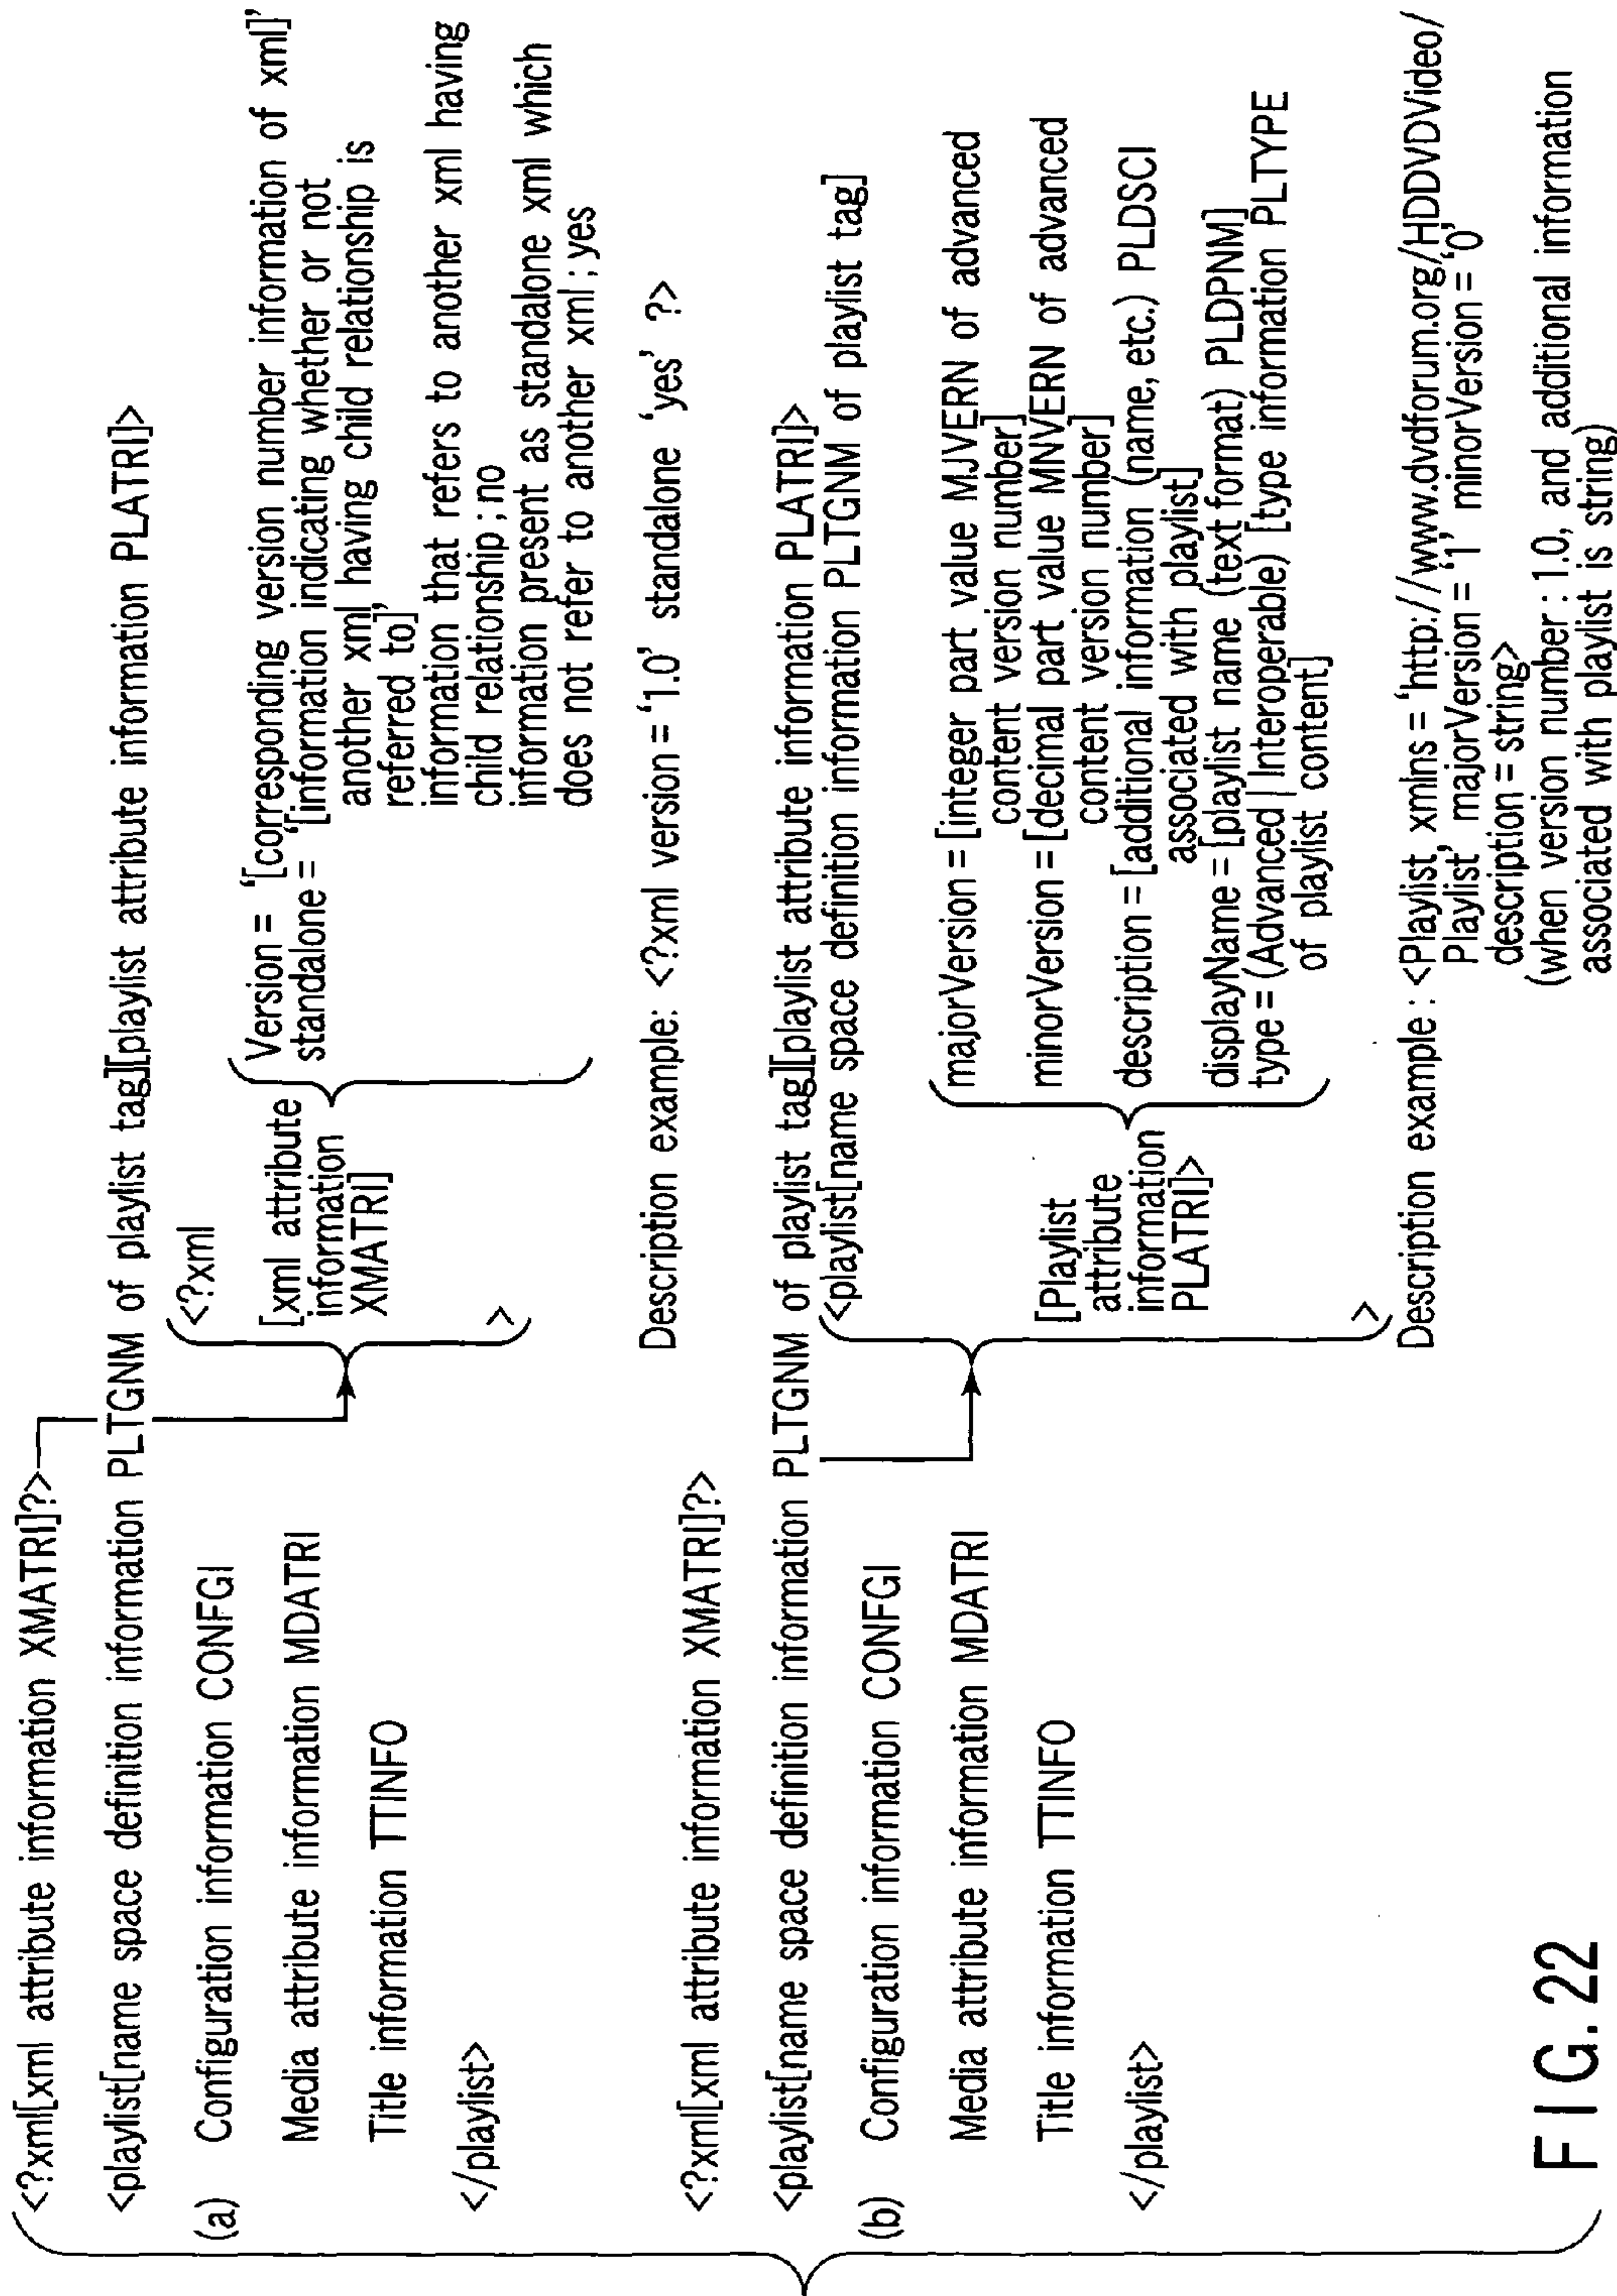 <?xml[xml attribute information XMATRI]?>
<playlist[name space definition information PLTGNM of playlist tag][playlist attribute information PLATRI]>
(a)
Configuration information CONFGI
Media attribute information MDATRI
Title information TTINFO
</playlist>
<?xml
[xml attribute
information
XMATRI]
>
Version = '[corresponding version number information of xml]'
standalone = '[information indicating whether or not
another xml having child relationship is
referred to]'
information that refers to another xml having
child relationship ; no
information present as standalone xml which
does not refer to another xml ; yes
Description example: <?xml version = '1.0' standalone 'yes' ?>
<?xml[xml attribute information XMATRI]?>
<playlist[name space definition information PLTGNM of playlist tag][playlist attribute information PLATRI]>
(b)
Configuration information CONFGI
Media attribute information MDATRI
Title information TTINFO
</playlist>
<playlist[name space definition information PLTGNM of playlist tag]
[Playlist
attribute
information
PLATRI]>
>
majorVersion = [integer part value MJVERN of advanced
content version number]
minorVersion = [decimal part value MNVERN of advanced
content version number]
description = [additional information (name, etc.) PLDSCI
associated with playlist]
displayName = [playlist name (text format) PLDPNM]
type = (Advanced | Interoperable) [type information PLTYPE
of playlist content]
Description example : <Playlist, xmlns = 'http://www.dvdforum.org/HDDVDVideo/
Playlist' majorVersion = '1' minorVersion = '0'
description = string>
(when version number : 1.0, and additional information
associated with playlist is string)
FIG. 22